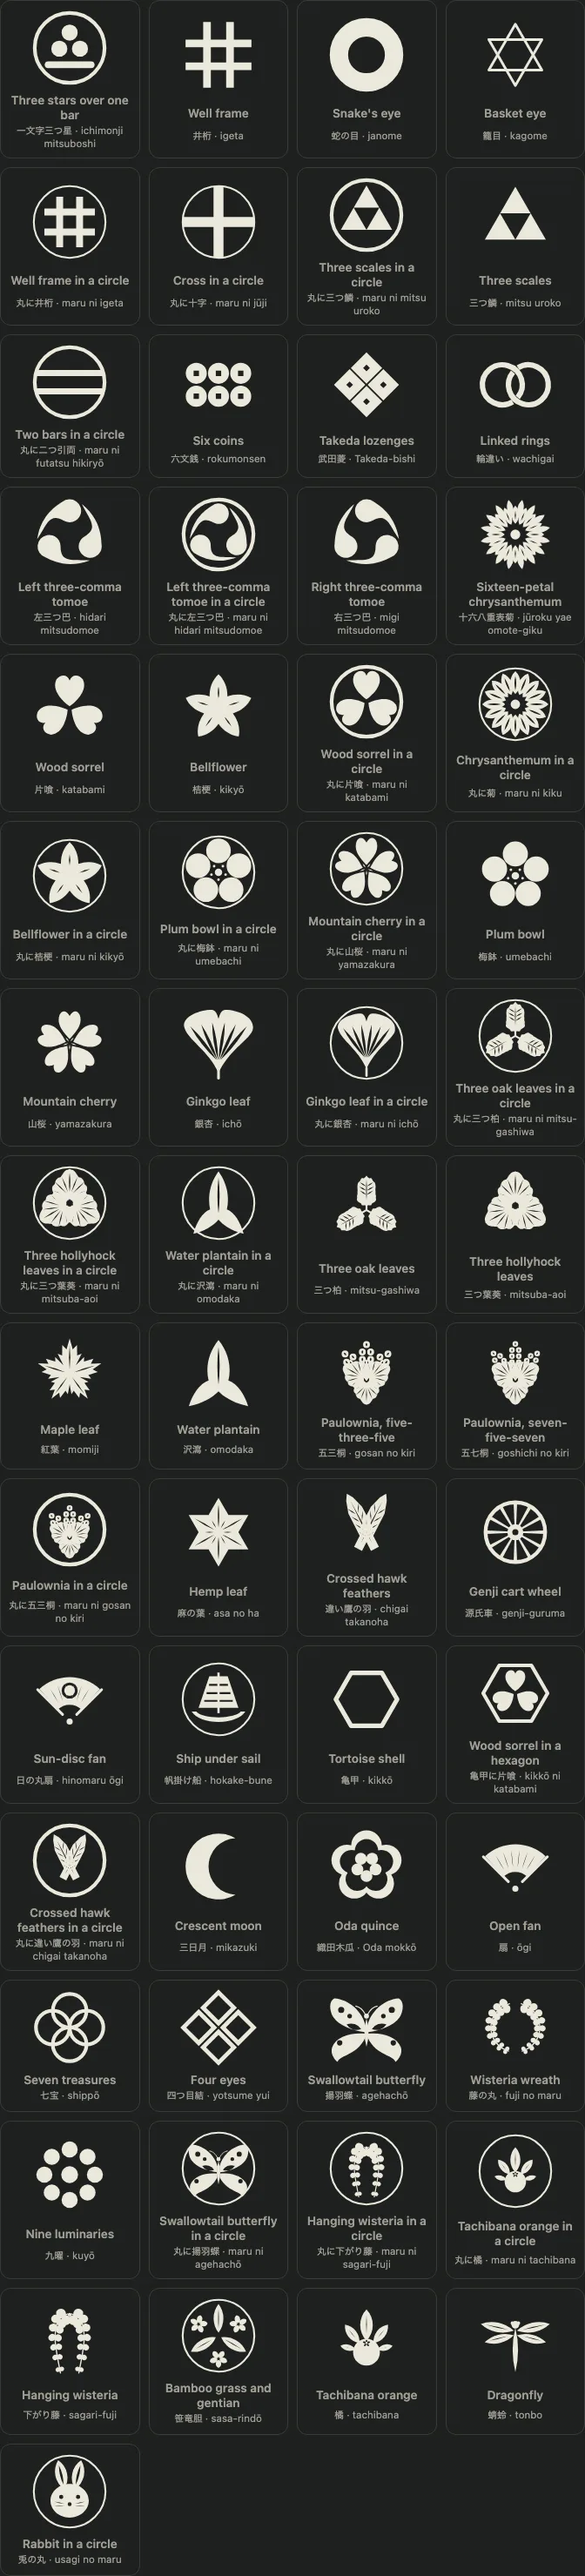 Three stars over one
bar
一文字三つ星 · ichimonji
mitsuboshi
Well frame
井桁 · igeta
Snake's eye
蛇の目 · janome
Basket eye
籠目 · kagome
Well frame in a circle
丸に井桁 · maru ni igeta
Cross in a circle
丸に十字 · maru ni jūji
Three scales in a
circle
丸に三つ鱗 · maru ni mitsu
uroko
Three scales
三つ鱗 · mitsu uroko
Two bars in a circle
丸に二つ引両 · maru ni
futatsu hikiryō
Six coins
六文銭 · rokumonsen
Takeda lozenges
武田菱 · Takeda-bishi
Linked rings
輪違い · wachigai
Left three-comma
tomoe
左三つ巴 · hidari
mitsudomoe
Left three-comma
tomoe in a circle
丸に左三つ巴 · maru ni
hidari mitsudomoe
Right three-comma
tomoe
右三つ巴 · migi
mitsudomoe
Sixteen-petal
chrysanthemum
十六八重表菊 · jūroku yae
omote-giku
Wood sorrel
片喰 · katabami
Bellflower
桔梗 · kikyō
Wood sorrel in a
circle
丸に片喰 · maru ni
katabami
Chrysanthemum in a
circle
丸に菊 · maru ni kiku
Bellflower in a circle
丸に桔梗 · maru ni kikyō
Plum bowl in a circle
丸に梅鉢 · maru ni
umebachi
Mountain cherry in a
circle
丸に山桜 · maru ni
yamazakura
Plum bowl
梅鉢 · umebachi
Mountain cherry
山桜 · yamazakura
Ginkgo leaf
銀杏 · ichō
Ginkgo leaf in a circle
丸に銀杏 · maru ni ichō
Three oak leaves in a
circle
丸に三つ柏 · maru ni mitsu-
gashiwa
Three hollyhock
leaves in a circle
丸に三つ葉葵 · maru ni
mitsuba-aoi
Water plantain in a
circle
丸に沢瀉 · maru ni
omodaka
Three oak leaves
三つ柏 · mitsu-gashiwa
Three hollyhock
leaves
三つ葉葵 · mitsuba-aoi
Maple leaf
紅葉 · momiji
Water plantain
沢瀉 · omodaka
Paulownia, five-
three-five
五三桐 · gosan no kiri
Paulownia, seven-
five-seven
五七桐 · goshichi no kiri
Paulownia in a circle
丸に五三桐 · maru ni gosan
no kiri
Hemp leaf
麻の葉 · asa no ha
Crossed hawk
feathers
違い鷹の羽 · chigai
takanoha
Genji cart wheel
源氏車 · genji-guruma
Sun-disc fan
日の丸扇 · hinomaru ōgi
Ship under sail
帆掛け船 · hokake-bune
Tortoise shell
亀甲 · kikkō
Wood sorrel in a
hexagon
亀甲に片喰 · kikkō ni
katabami
Crossed hawk
feathers in a circle
丸に違い鷹の羽 · maru ni
chigai takanoha
Crescent moon
三日月 · mikazuki
Oda quince
織田木瓜 · Oda mokkō
Open fan
扇 · ōgi
Seven treasures
七宝 · shippō
Four eyes
四つ目結 · yotsume yui
Swallowtail butterfly
揚羽蝶 · agehachō
Wisteria wreath
藤の丸 · fuji no maru
Nine luminaries
九曜 · kuyō
Swallowtail butterfly
in a circle
丸に揚羽蝶 · maru ni
agehachō
Hanging wisteria in a
circle
丸に下がり藤 · maru ni
sagari-fuji
Tachibana orange in
a circle
丸に橘 · maru ni tachibana
Hanging wisteria
下がり藤 · sagari-fuji
Bamboo grass and
gentian
笹竜胆 · sasa-rindō
Tachibana orange
橘 · tachibana
Dragonfly
蜻蛉 · tonbo
Rabbit in a circle
兎の丸 · usagi no maru